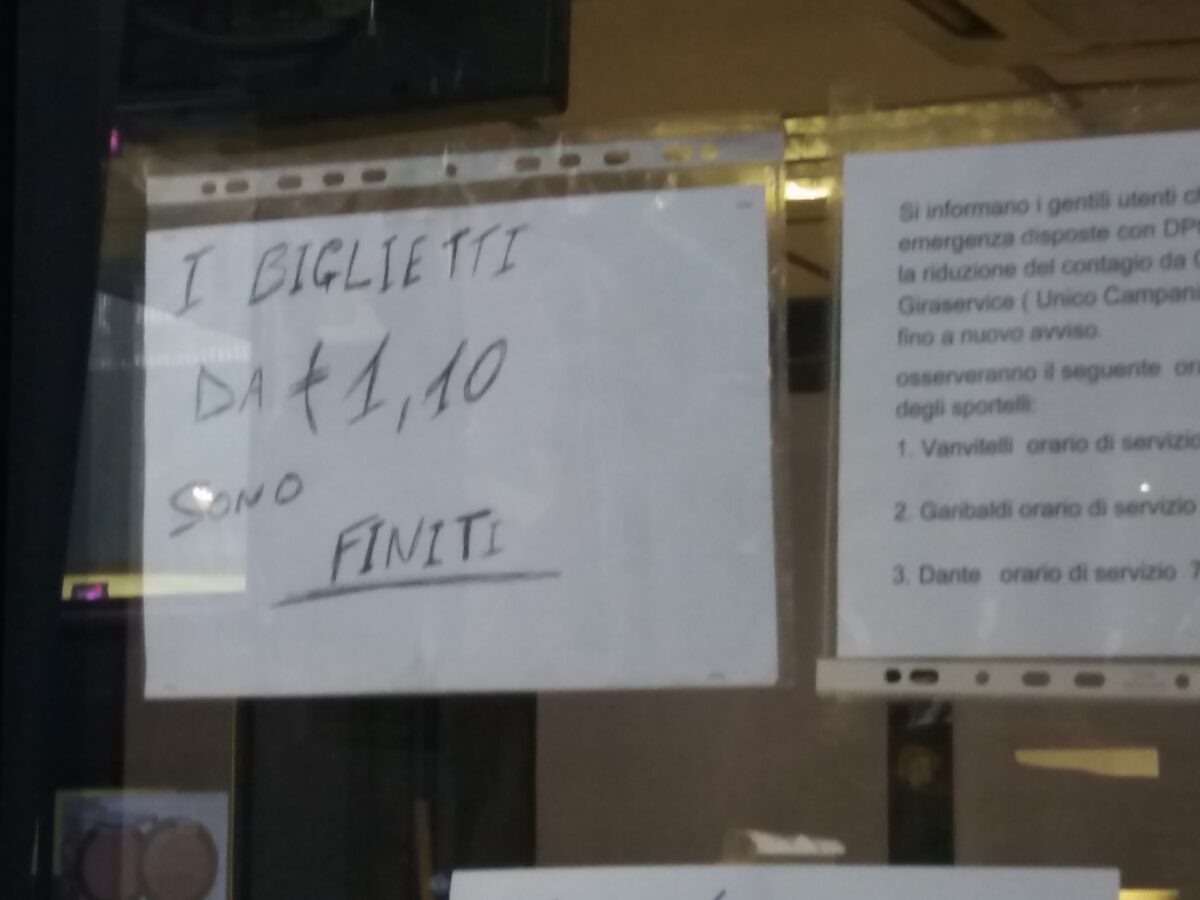 I BIGLIETTI
DA €1,10
SONO
FINITI
Si informano i gentili utenti
emergenza disposte con
la riduzione del contagio da
Giraservice ( Unico
fino a nuovo avviso.
osserveranno il seguente
degli sportelli:
1. Vanvitelli orario di servizio
2. Garibaldi orario di servizio
3. Dante orario di servizio 7